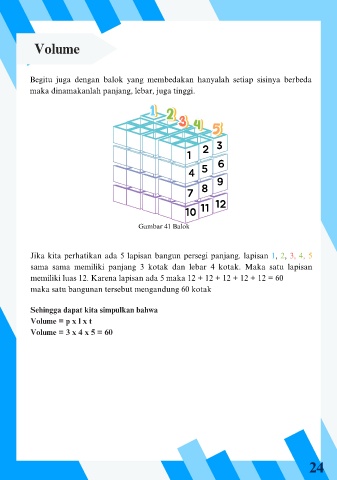 Volume
Begitu juga dengan balok yang membedakan hanyalah setiap sisinya berbeda
maka dinamakanlah panjang, lebar, juga tinggi.
1 2 3 4 5
1 2 3
4 5 6
7 8 9
10 11 12
Gambar 41 Balok
Jika kita perhatikan ada 5 lapisan bangun persegi panjang. lapisan 1, 2, 3, 4, 5
sama sama memiliki panjang 3 kotak dan lebar 4 kotak. Maka satu lapisan
memiliki luas 12. Karena lapisan ada 5 maka 12 + 12 + 12 + 12 + 12 = 60
maka satu bangunan tersebut mengandung 60 kotak
Sehingga dapat kita simpulkan bahwa
Volume = p x l x t
Volume = 3 x 4 x 5 = 60
24